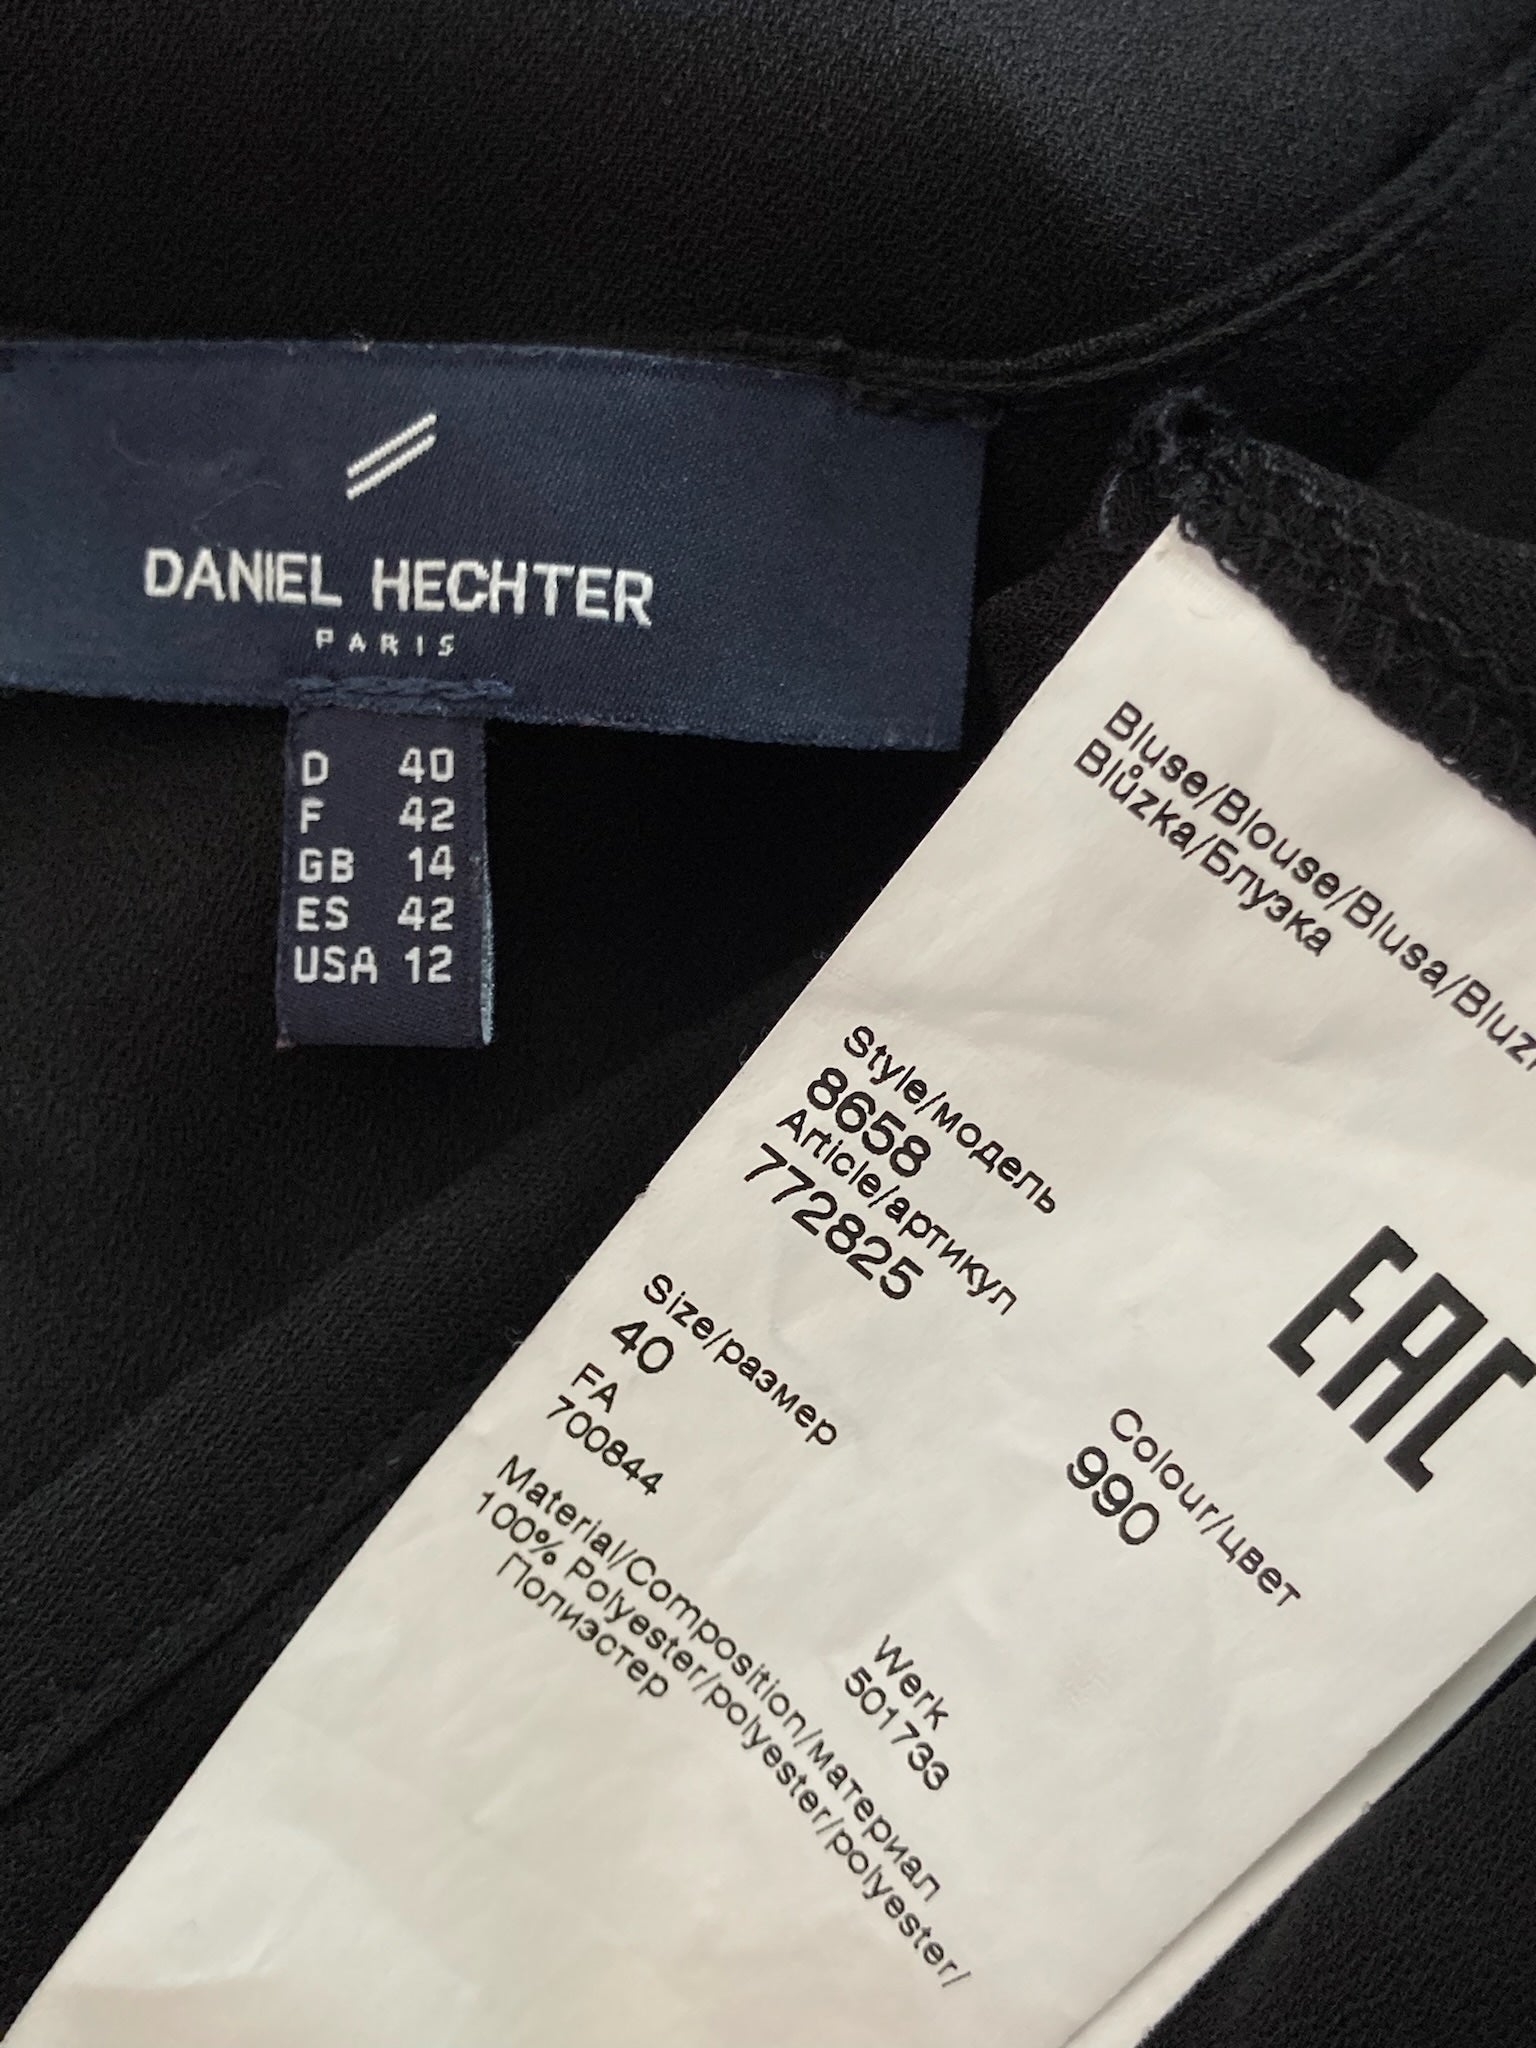 DANIEL HECHTER
PARIS
D 40
F 42
GB 14
ES 42
USA 12
Bluse/Blouse/Blusa/Bluz
Blůzka/Блузка
Style/модель
8658
Article/артикул
772825
EAC
Size/размер
40
Colour/цвет
990
FA
700844
Werk
501733
Material/Composition/материал
100% Polyester/polyester/polyester/
Полиэстер